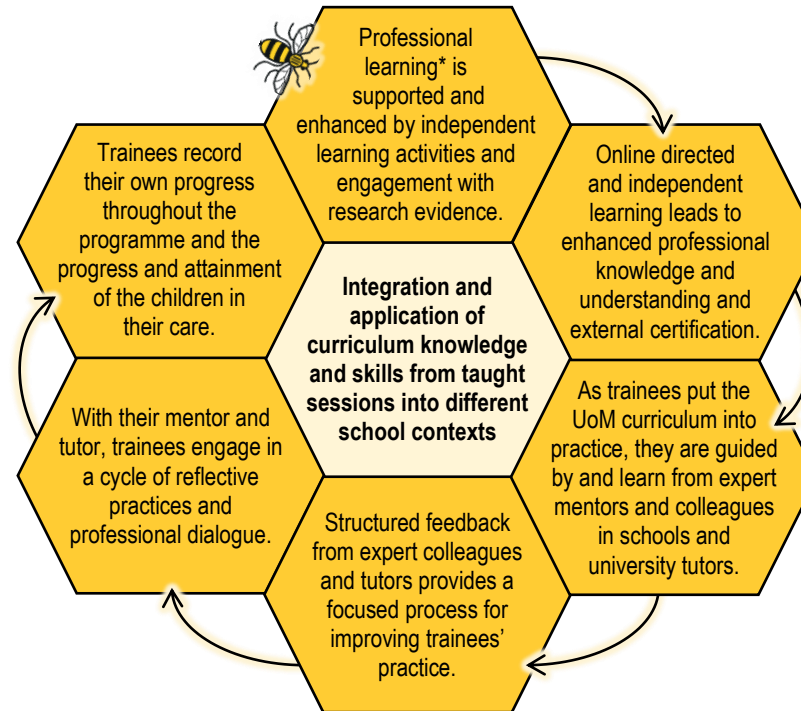 Professional
learning* is
supported and
enhanced by independent
learning activities and
engagement with
research evidence.
Online directed
and independent
learning leads to
enhanced professional
knowledge and
understanding and
external certification.
As trainees put the
UoM curriculum into
practice, they are guided
by and learn from expert
mentors and colleagues
in schools and
university tutors.
Structured feedback
from expert colleagues
and tutors provides a
focused process for
improving trainees’
practice.
With their mentor and
tutor, trainees engage in
a cycle of reflective
practices and
professional dialogue.
Trainees record
their own progress
throughout the
programme and the
progress and attainment
of the children in
their care.
Integration and
application of
curriculum knowledge
and skills from taught
sessions into different
school contexts